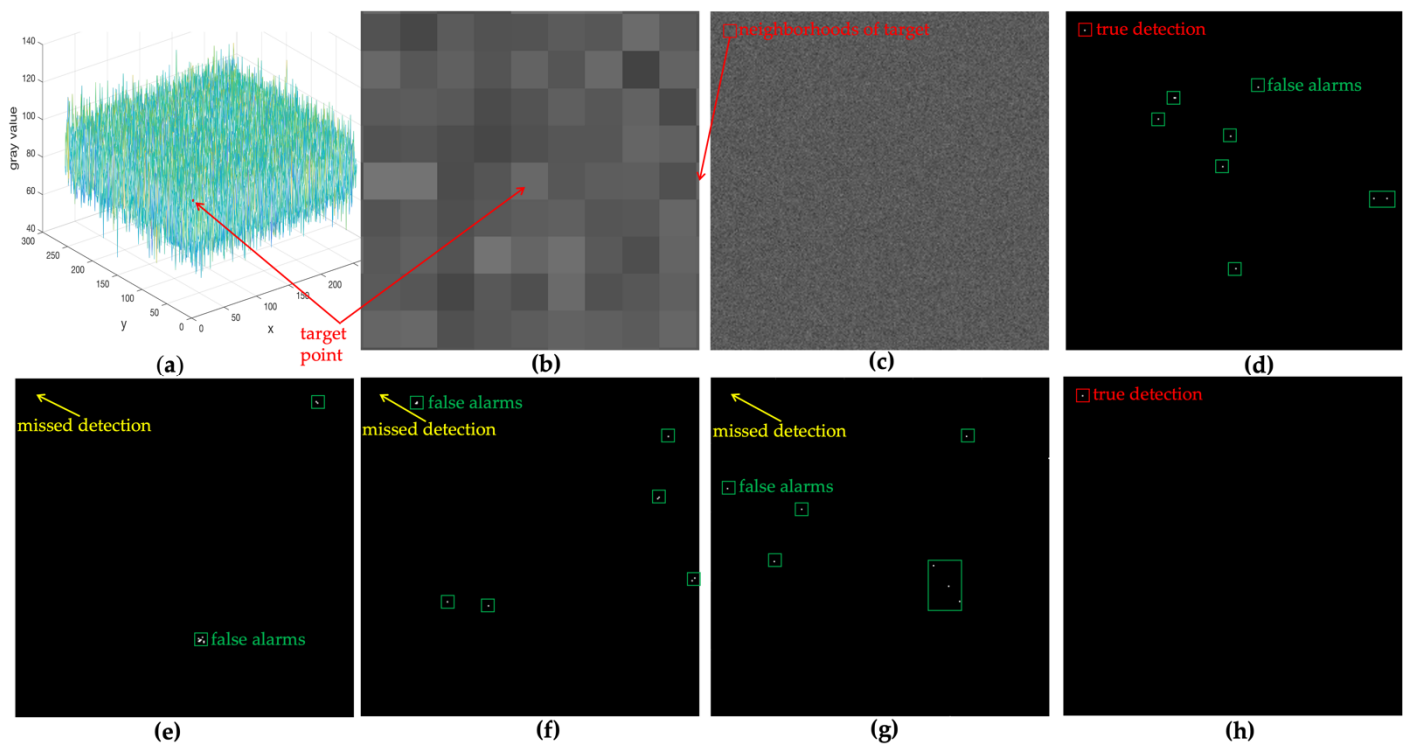 140
120
100
80
60
40
gray value
300
250
200
150
100
50
0
y
0
50
100
150
200
x
target
point
(a)
(b)
neighborhoods of target
(c)
true detection
false alarms
(d)
missed detection
false alarms
(e)
false alarms
missed detection
(f)
missed detection
false alarms
(g)
true detection
(h)